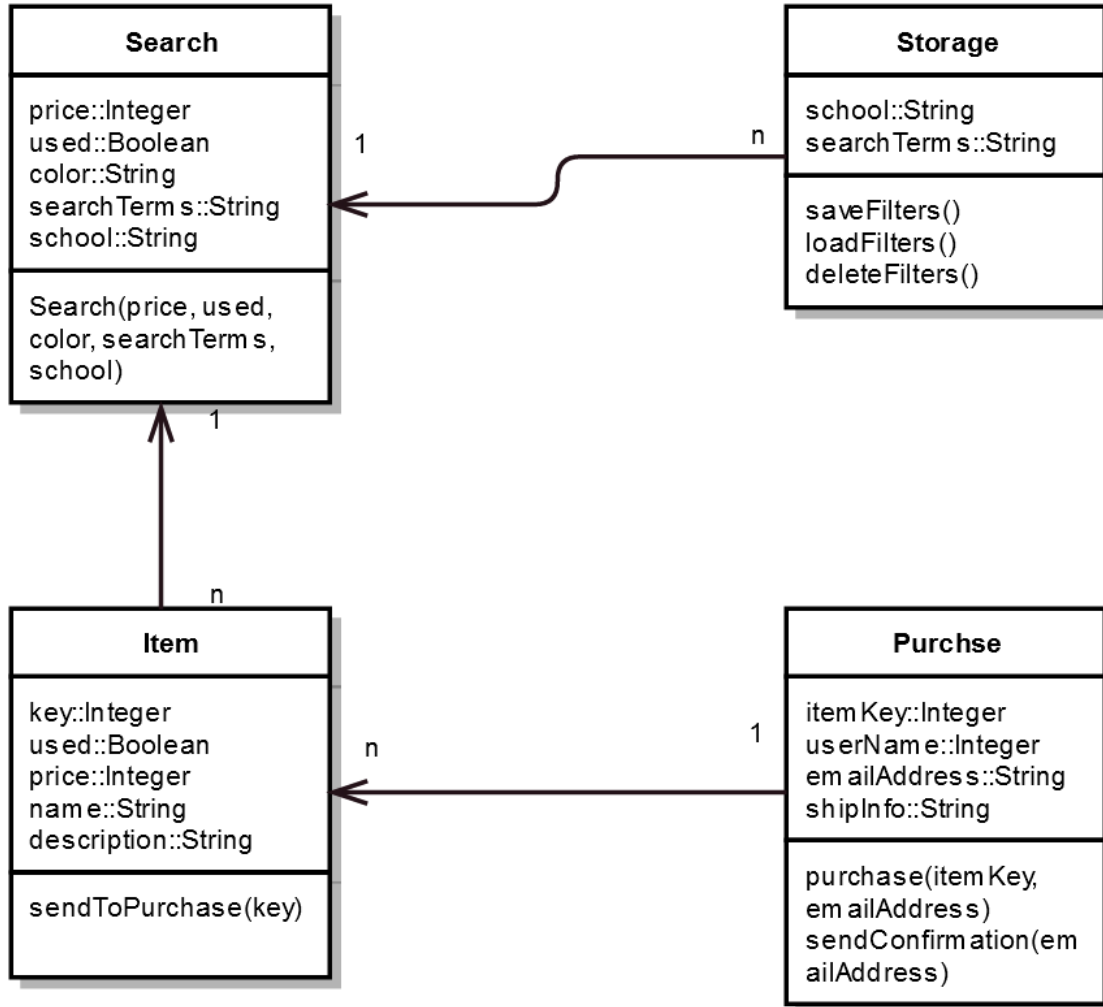 Search
price::Integer
used::Boolean
color::String
searchTerms::String
school::String
Search(price, used,
color, searchTerms,
school)
1
n
Storage
school::String
searchTerms::String
saveFilters()
loadFilters()
deleteFilters()
1
n
Item
key::Integer
used::Boolean
price::Integer
name::String
description::String
sendToPurchase(key)
n
1
Purchse
itemKey::Integer
userName::Integer
emailAddress::String
shipInfo::String
purchase(itemKey,
emailAddress)
sendConfirmation(em
ailAddress)